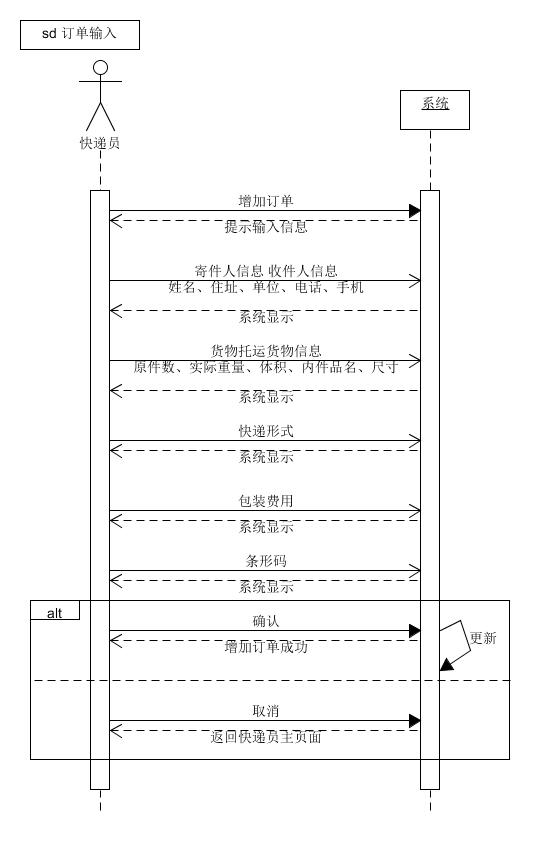 sd 订单输入
快递员
系统
增加订单
提示输入信息
寄件人信息 收件人信息
姓名、住址、单位、电话、手机
系统显示
货物托运货物信息
原件数、实际重量、体积、内件品名、尺寸
系统显示
快递形式
系统显示
包装费用
系统显示
条形码
系统显示
alt
确认
更新
增加订单成功
取消
返回快递员主页面